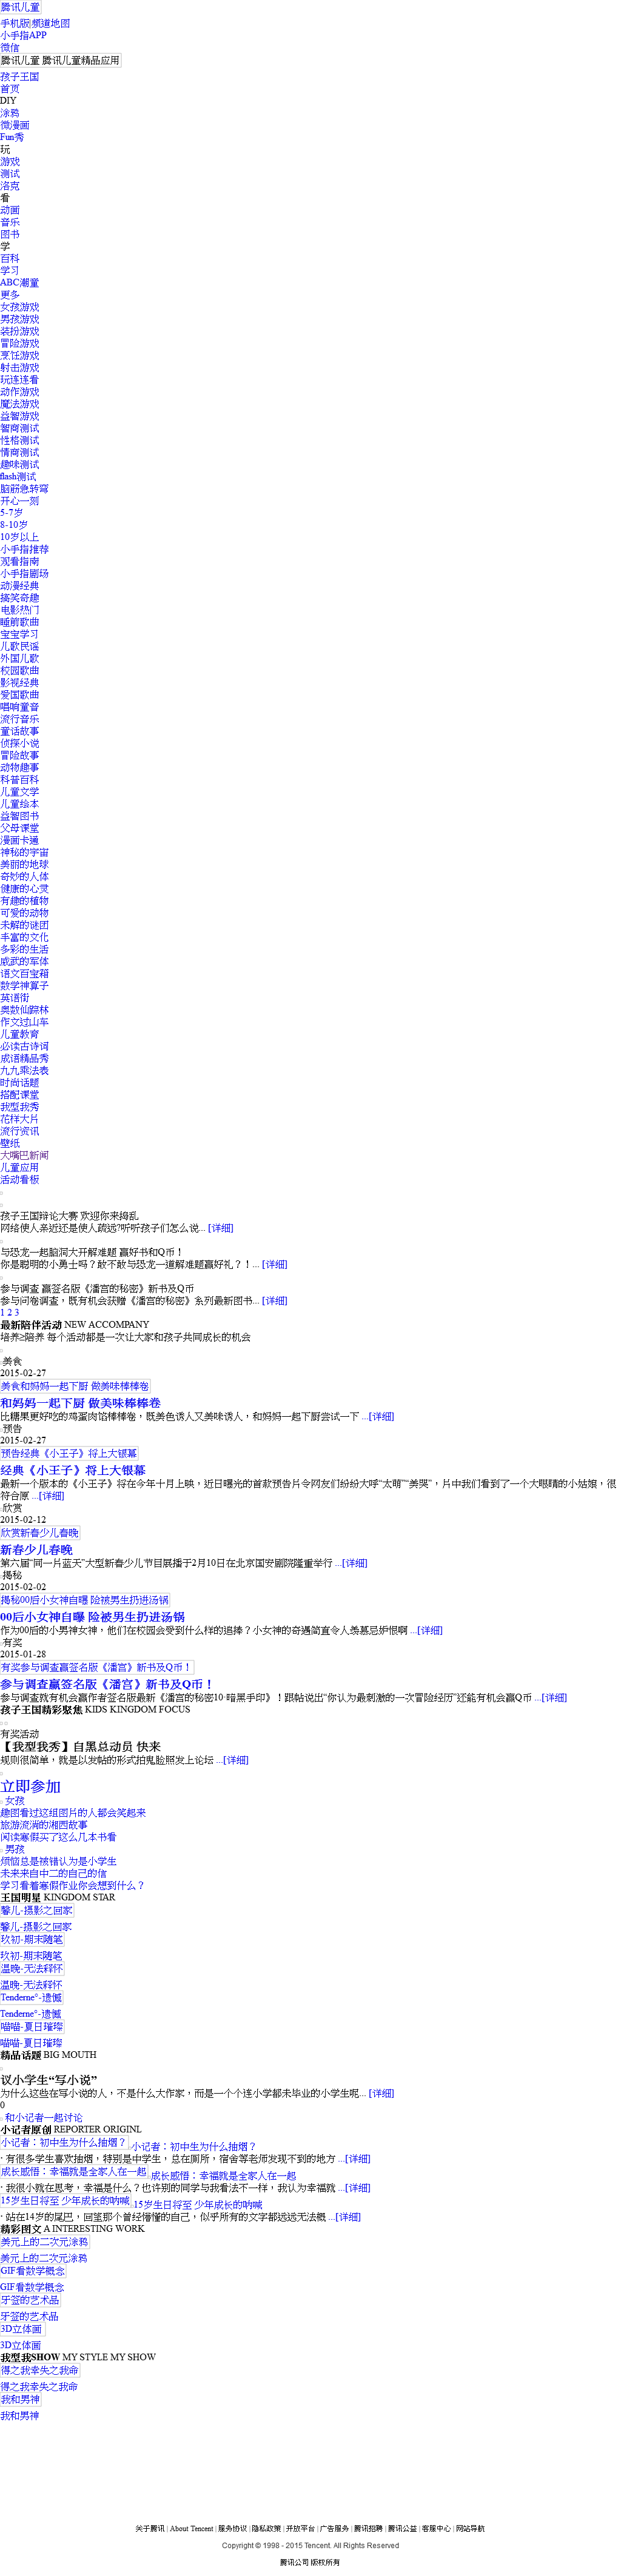 腾讯儿童
手机版|频道地图
小手指APP
微信
腾讯儿童 腾讯儿童精品应用
孩子王国
首页
DIY
涂鸦
微漫画
Fun秀
玩
游戏
测试
洛克
看
动画
音乐
图书
学
百科
学习
ABC潮童
更多
女孩游戏
男孩游戏
装扮游戏
冒险游戏
烹饪游戏
射击游戏
玩连连看
动作游戏
魔法游戏
益智游戏
智商测试
性格测试
情商测试
趣味测试
flash测试
脑筋急转弯
开心一刻
5-7岁
8-10岁
10岁以上
小手指推荐
观看指南
小手指剧场
动漫经典
搞笑奇趣
电影热门
睡前歌曲
宝宝学习
儿歌民谣
外国儿歌
校园歌曲
影视经典
爱国歌曲
唱响童音
流行音乐
童话故事
侦探小说
冒险故事
动物趣事
科普百科
儿童文学
儿童绘本
益智图书
父母课堂
漫画卡通
神秘的宇宙
美丽的地球
奇妙的人体
健康的心灵
有趣的植物
可爱的动物
未解的谜团
丰富的文化
多彩的生活
威武的军体
语文百宝箱
数学神算子
英语街
奥数仙踪林
作文过山车
儿童教育
必读古诗词
成语精品秀
九九乘法表
时尚话题
搭配课堂
我型我秀
花样大片
流行资讯
壁纸
大嘴巴新闻
儿童应用
活动看板
孩子王国辩论大赛 欢迎你来捣乱
网络使人亲近还是使人疏远?听听孩子们怎么说... [详细]
与恐龙一起脑洞大开解难题 赢好书和Q币！
你是聪明的小勇士吗？敢不敢与恐龙一道解难题赢好礼？！... [详细]
参与调查 赢签名版《潘宫的秘密》新书及Q币
参与问卷调查，既有机会获赠《潘宫的秘密》系列最新图书... [详细]
1 2 3
最新陪伴活动 NEW ACCOMPANY
培养≥陪养 每个活动都是一次让大家和孩子共同成长的机会
美食
2015-02-27
美食和妈妈一起下厨 做美味棒棒卷
和妈妈一起下厨 做美味棒棒卷
比糖果更好吃的鸡蛋肉馅棒棒卷，既美色诱人又美味诱人，和妈妈一起下厨尝试一下 ...[详细]
预告
2015-02-27
预告经典《小王子》将上大银幕
经典《小王子》将上大银幕
最新一个版本的《小王子》将在今年十月上映，近日曝光的首款预告片令网友们纷纷大呼“太萌”“美哭”，片中我们看到了一个大眼睛的小姑娘，很
符合原 ...[详细]
欣赏
2015-02-12
欣赏新春少儿春晚
新春少儿春晚
第六届“同一片蓝天”大型新春少儿节目展播于2月10日在北京国安剧院隆重举行 ...[详细]
揭秘
2015-02-02
揭秘00后小女神自曝 险被男生扔进汤锅
00后小女神自曝 险被男生扔进汤锅
作为00后的小男神女神，他们在校园会受到什么样的追捧？小女神的奇遇简直令人羡慕忌妒恨啊 ...[详细]
有奖
2015-01-28
有奖参与调查赢签名版《潘宫》新书及Q币！
参与调查赢签名版《潘宫》新书及Q币！
参与调查就有机会赢作者签名版最新《潘宫的秘密10·暗黑手印》！跟帖说出“你认为最刺激的一次冒险经历”还能有机会赢Q币 ...[详细]
孩子王国精彩聚焦 KIDS KINGDOM FOCUS
有奖活动
【我型我秀】自黑总动员 快来
规则很简单，就是以发帖的形式拍鬼脸照发上论坛 ...[详细]
立即参加
女孩
趣图看过这组图片的人都会笑起来
旅游流淌的湘西故事
阅读寒假买了这么几本书看
男孩
烦恼总是被错认为是小学生
未来来自中二的自己的信
学习看着寒假作业你会想到什么？
王国明星 KINGDOM STAR
馨儿-摄影之回家
馨儿-摄影之回家
玖初-期末随笔
玖初-期末随笔
温晚-无法释怀
温晚-无法释怀
Tenderne°-遗憾
Tenderne°-遗憾
喵喵-夏日璀璨
喵喵-夏日璀璨
精品话题 BIG MOUTH
议小学生“写小说”
为什么这些在写小说的人，不是什么大作家，而是一个个连小学都未毕业的小学生呢... [详细]
0
和小记者一起讨论
小记者原创 REPORTER ORIGINL
小记者：初中生为什么抽烟？ 小记者：初中生为什么抽烟？
· 有很多学生喜欢抽烟，特别是中学生，总在厕所，宿舍等老师发现不到的地方 ...[详细]
成长感悟：幸福就是全家人在一起 成长感悟：幸福就是全家人在一起
· 我很小就在思考，幸福是什么？也许别的同学与我看法不一样，我认为幸福就 ...[详细]
15岁生日将至 少年成长的呐喊 15岁生日将至 少年成长的呐喊
· 站在14岁的尾巴，回望那个曾经懵懂的自己，似乎所有的文字都远远无法概 ...[详细]
精彩图文 A INTERESTING WORK
美元上的二次元涂鸦
美元上的二次元涂鸦
GIF看数学概念
GIF看数学概念
牙签的艺术品
牙签的艺术品
3D立体画
3D立体画
我型我SHOW MY STYLE MY SHOW
得之我幸失之我命
得之我幸失之我命
我和男神
我和男神
关于腾讯 | About Tencent | 服务协议 | 隐私政策 | 开放平台 | 广告服务 | 腾讯招聘 | 腾讯公益 | 客服中心 | 网站导航
Copyright © 1998 - 2015 Tencent. All Rights Reserved
腾讯公司 版权所有